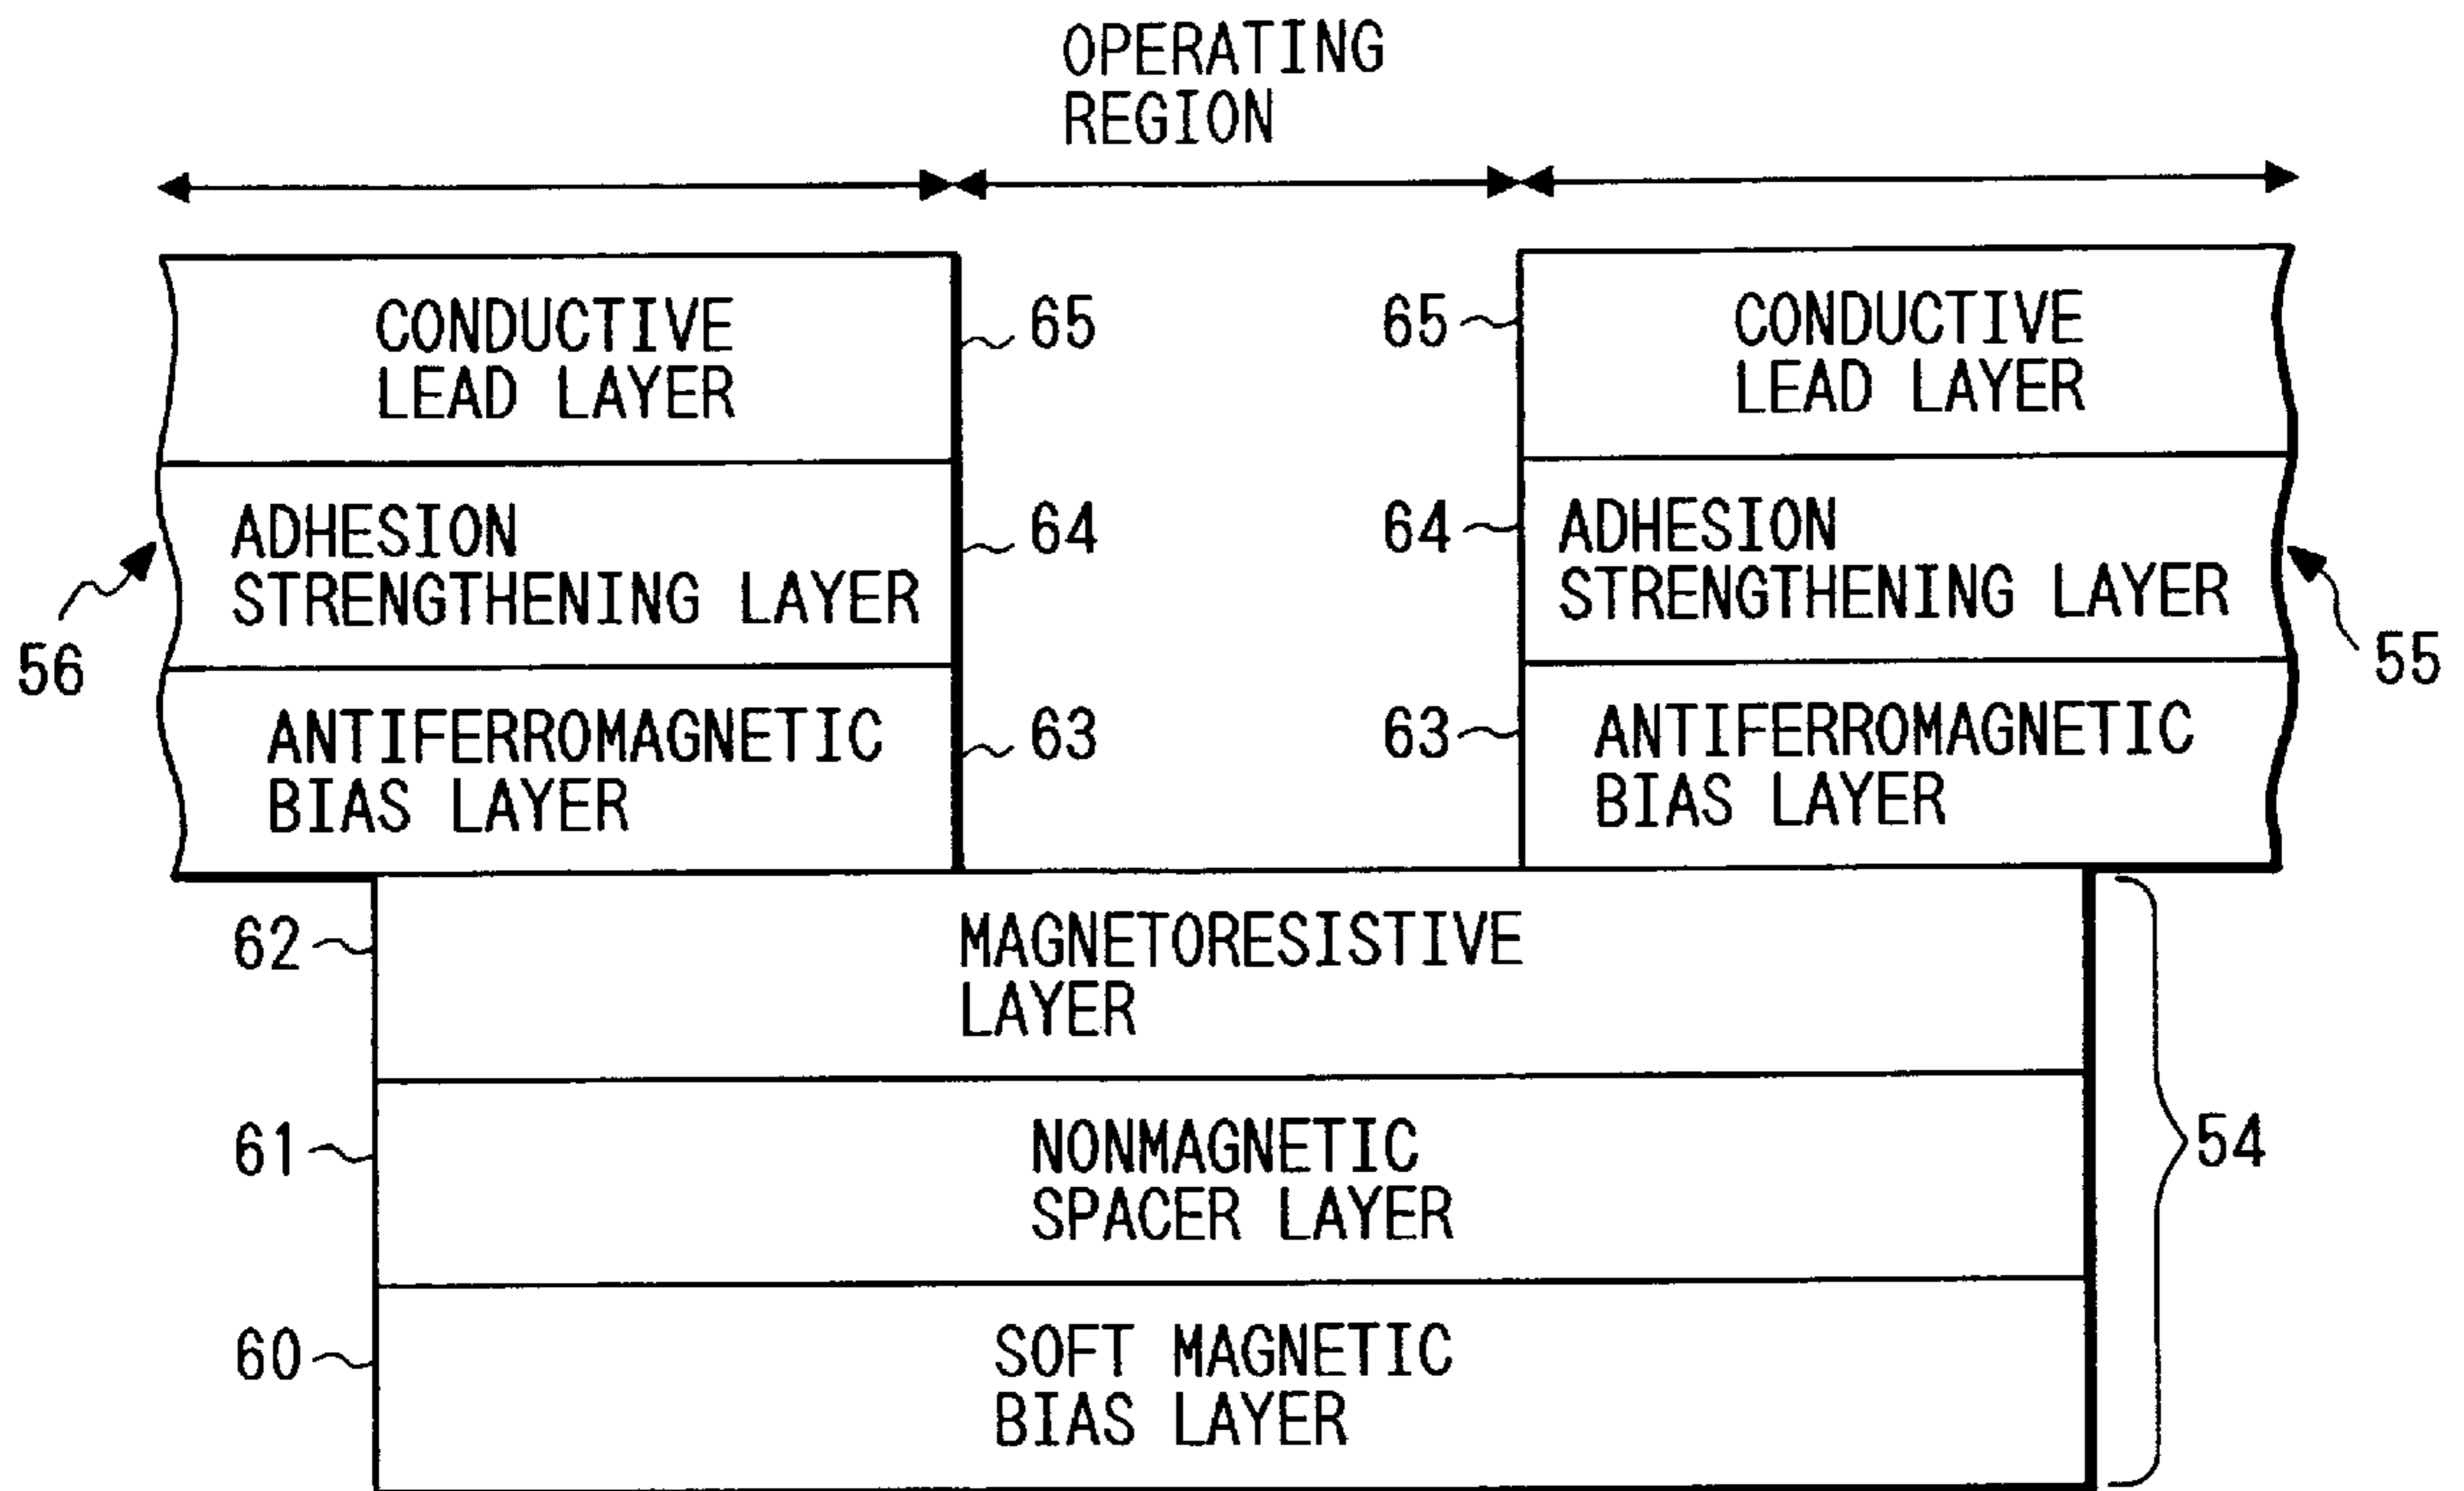 OPERATING
REGION
CONDUCTIVE
LEAD LAYER
65
65
CONDUCTIVE
LEAD LAYER
ADHESION
STRENGTHENING LAYER
64
64
ADHESION
STRENGTHENING LAYER
56
55
ANTIFERROMAGNETIC
BIAS LAYER
63
63
ANTIFERROMAGNETIC
BIAS LAYER
62
MAGNETORESISTIVE
LAYER
61
NONMAGNETIC
SPACER LAYER
54
60
SOFT MAGNETIC
BIAS LAYER